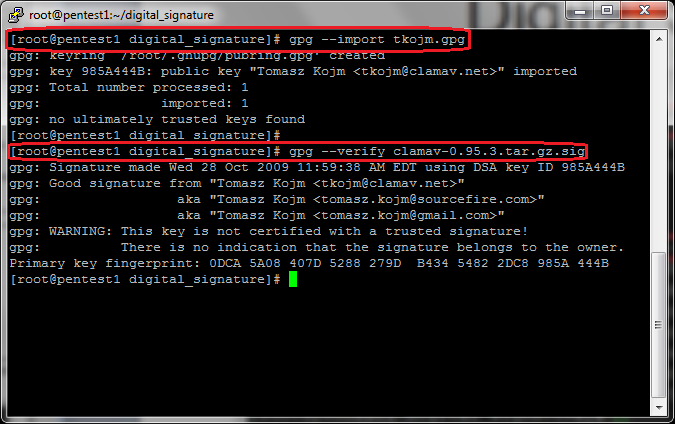 root@pentest1:~/digital_signature
[root@pentest1 digital_signature]# gpg --import tkojm.gpg
gpg: keyring `/root/.gnupg/pubring.gpg' created
gpg: key 985A444B: public key "Tomasz Kojm <tkojm@clamav.net>" imported
gpg: Total number processed: 1
gpg:               imported: 1
gpg: no ultimately trusted keys found
[root@pentest1 digital_signature]#
[root@pentest1 digital_signature]# gpg --verify clamav-0.95.3.tar.gz.sig
gpg: Signature made Wed 28 Oct 2009 11:59:38 AM EDT using DSA key ID 985A444B
gpg: Good signature from "Tomasz Kojm <tkojm@clamav.net>"
gpg:                 aka "Tomasz Kojm <tomasz.kojm@sourcefire.com>"
gpg:                 aka "Tomasz Kojm <tomasz.kojm@gmail.com>"
gpg: WARNING: This key is not certified with a trusted signature!
gpg:          There is no indication that the signature belongs to the owner.
Primary key fingerprint: 0DCA 5A08 407D 5288 279D  B434 5482 2DC8 985A 444B
[root@pentest1 digital_signature]#